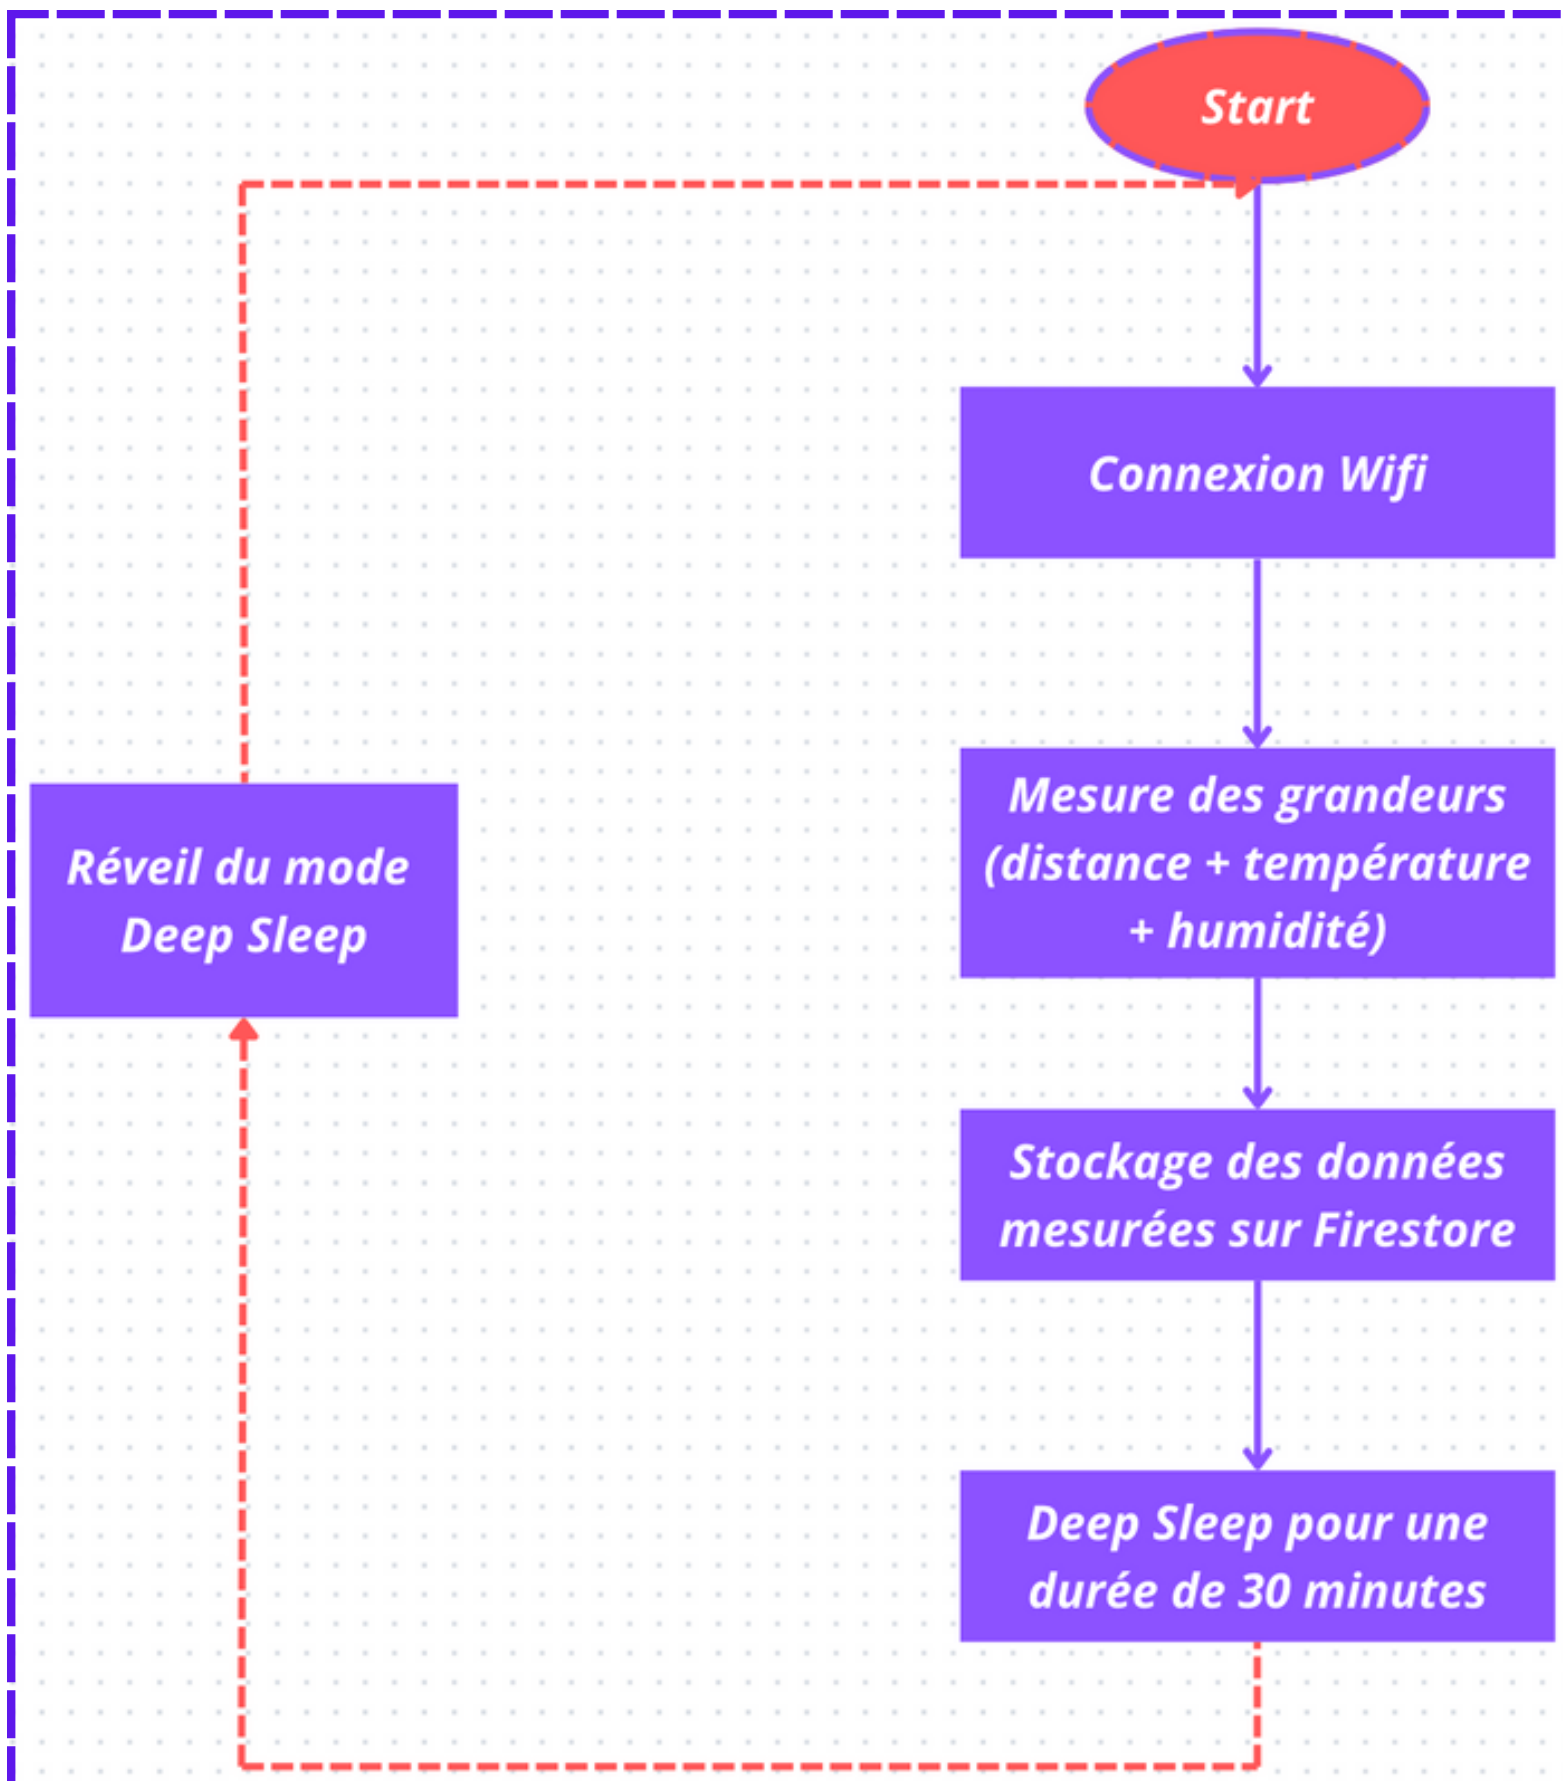 Start
Connexion Wifi
Mesure des grandeurs
(distance + température
+ humidité)
Réveil du mode
Deep Sleep
Stockage des données
mesurées sur Firestore
Deep Sleep pour une
durée de 30 minutes